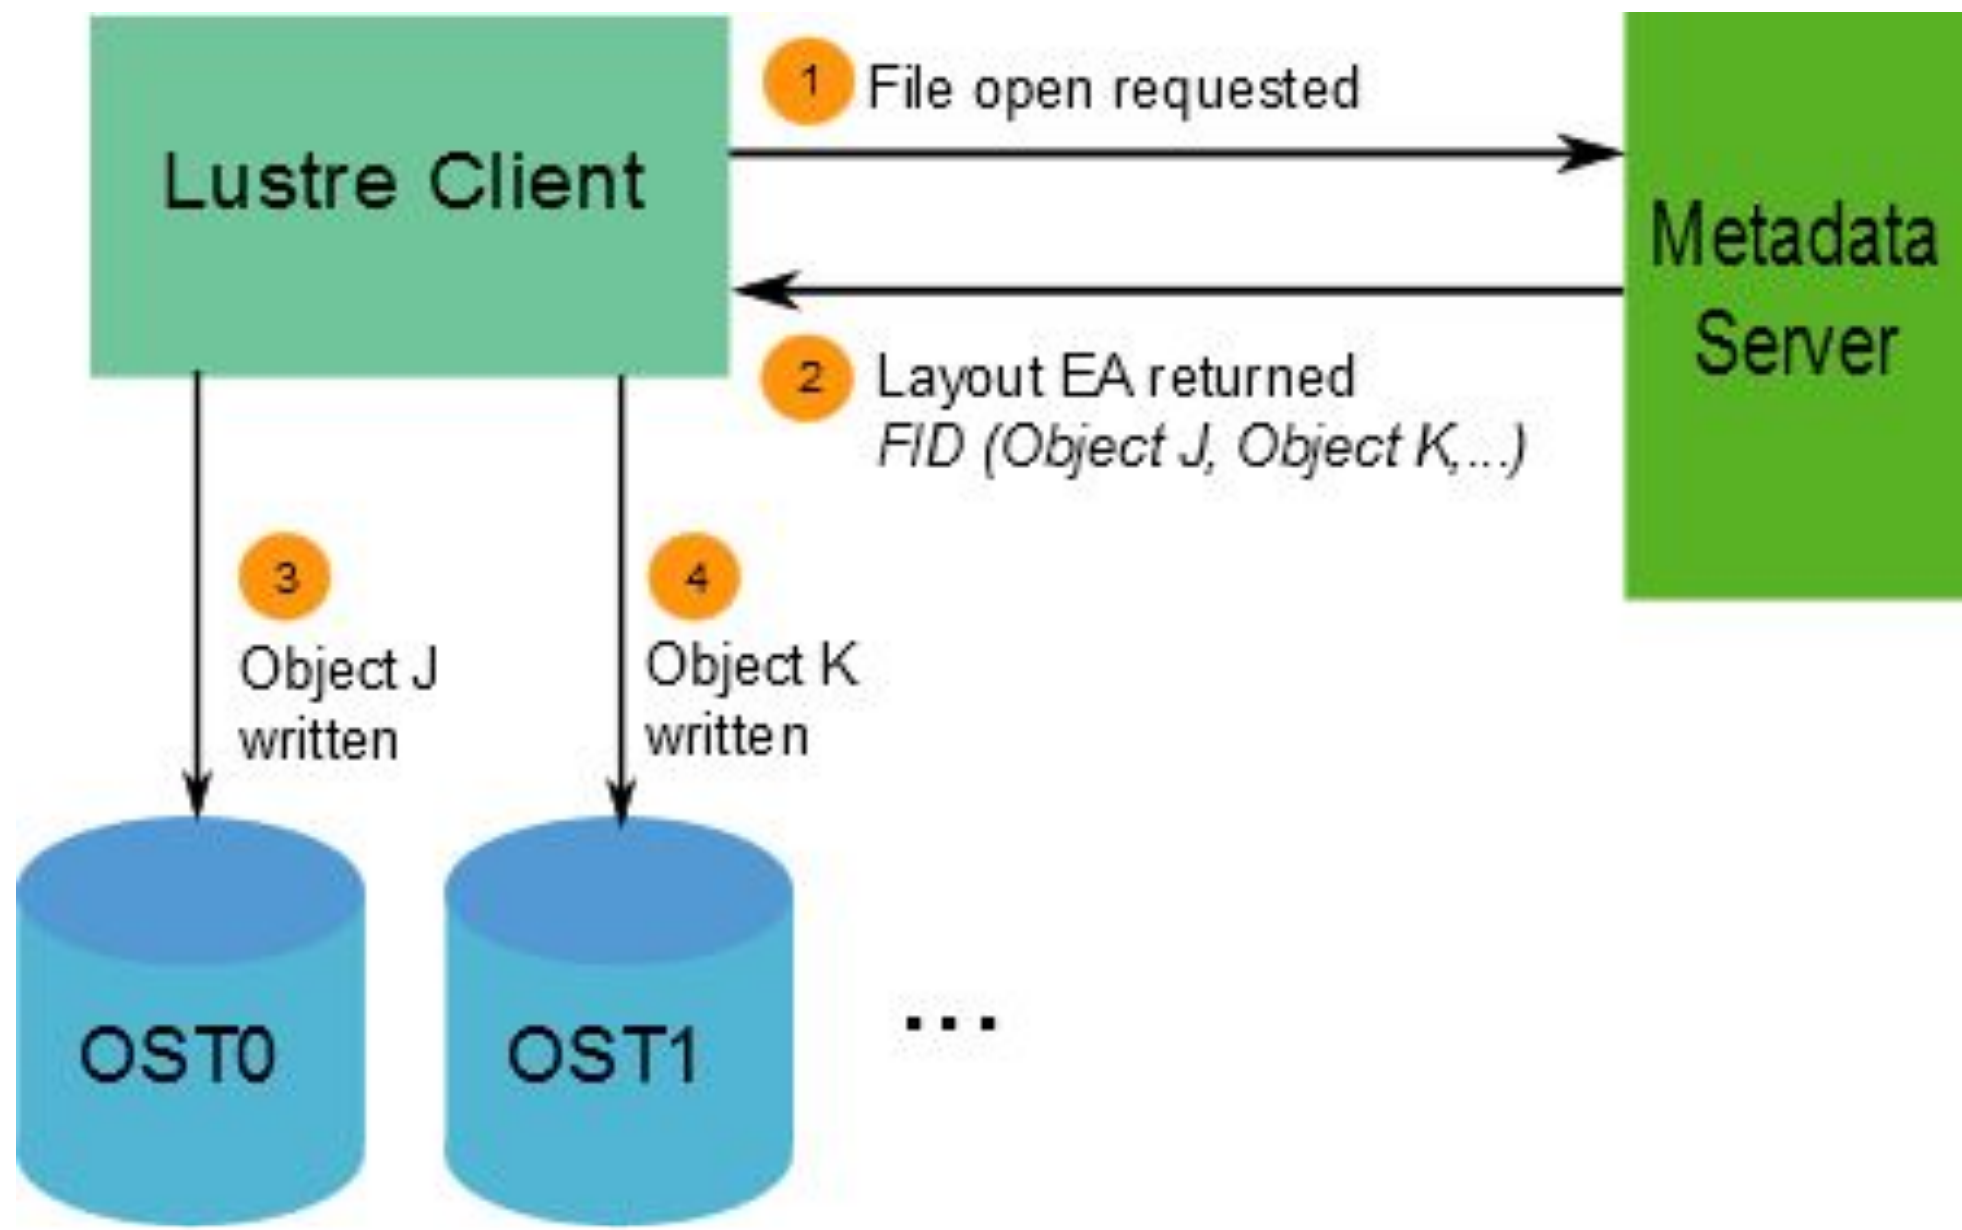 Lustre Client
1 File open requested
Metadata
Server
2 Layout EA returned
FID (Object J, Object K,...)
3
Object J
written
4
Object K
written
OST0
OST1
...